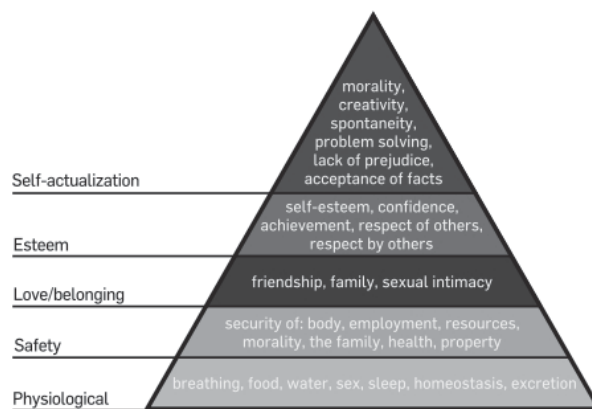 morality,
creativity,
spontaneity,
problem solving,
lack of prejudice,
acceptance of facts
Self-actualization
self-esteem, confidence,
achievement, respect of others,
respect by others
Esteem
friendship, family, sexual intimacy
Love/belonging
security of: body, employment, resources,
morality, the family, health, property
Safety
breathing, food, water, sex, sleep, homeostasis, excretion
Physiological